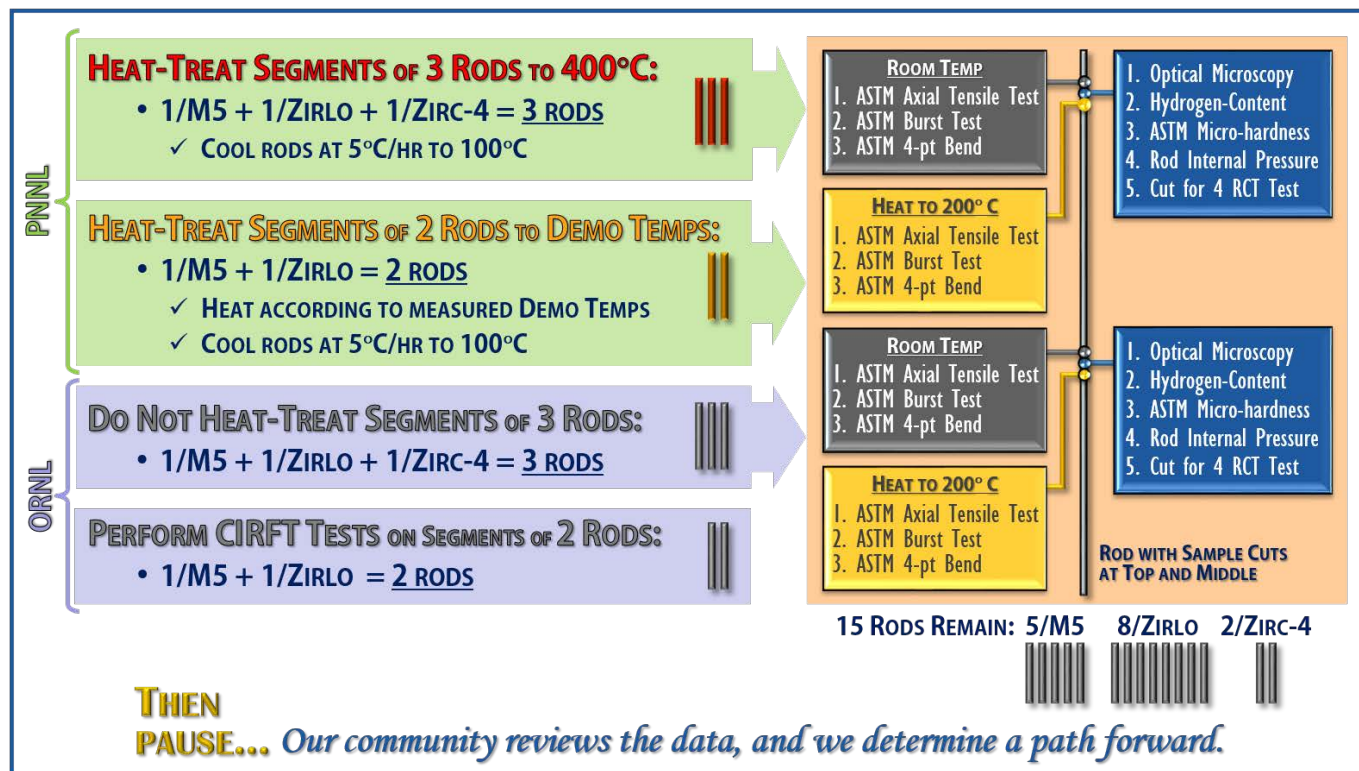 PNNL
HEAT-TREAT SEGMENTS OF 3 RODS TO 400°C:
• 1/M5 + 1/ZIRLO + 1/ZIRC-4 = 3 RODS
✓ COOL RODS AT 5°C/HR TO 100°C
HEAT-TREAT SEGMENTS OF 2 RODS TO DEMO TEMPS:
• 1/M5 + 1/ZIRLO = 2 RODS
✓ HEAT ACCORDING TO MEASURED DEMO TEMPS
✓ COOL RODS AT 5°C/HR TO 100°C
ORNL
DO NOT HEAT-TREAT SEGMENTS OF 3 RODS:
• 1/M5 + 1/ZIRLO + 1/ZIRC-4 = 3 RODS
PERFORM CIRFT TESTS ON SEGMENTS OF 2 RODS:
• 1/M5 + 1/ZIRLO = 2 RODS
ROOM TEMP
1. ASTM Axial Tensile Test
2. ASTM Burst Test
3. ASTM 4-pt Bend
HEAT TO 200° C
1. ASTM Axial Tensile Test
2. ASTM Burst Test
3. ASTM 4-pt Bend
1. Optical Microscopy
2. Hydrogen-Content
3. ASTM Micro-hardness
4. Rod Internal Pressure
5. Cut for 4 RCT Test
ROOM TEMP
1. ASTM Axial Tensile Test
2. ASTM Burst Test
3. ASTM 4-pt Bend
HEAT TO 200° C
1. ASTM Axial Tensile Test
2. ASTM Burst Test
3. ASTM 4-pt Bend
1. Optical Microscopy
2. Hydrogen-Content
3. ASTM Micro-hardness
4. Rod Internal Pressure
5. Cut for 4 RCT Test
ROD WITH SAMPLE CUTS
AT TOP AND MIDDLE
15 RODS REMAIN: 5/M5 8/ZIRLO 2/ZIRC-4
THEN
PAUSE... Our community reviews the data, and we determine a path forward.